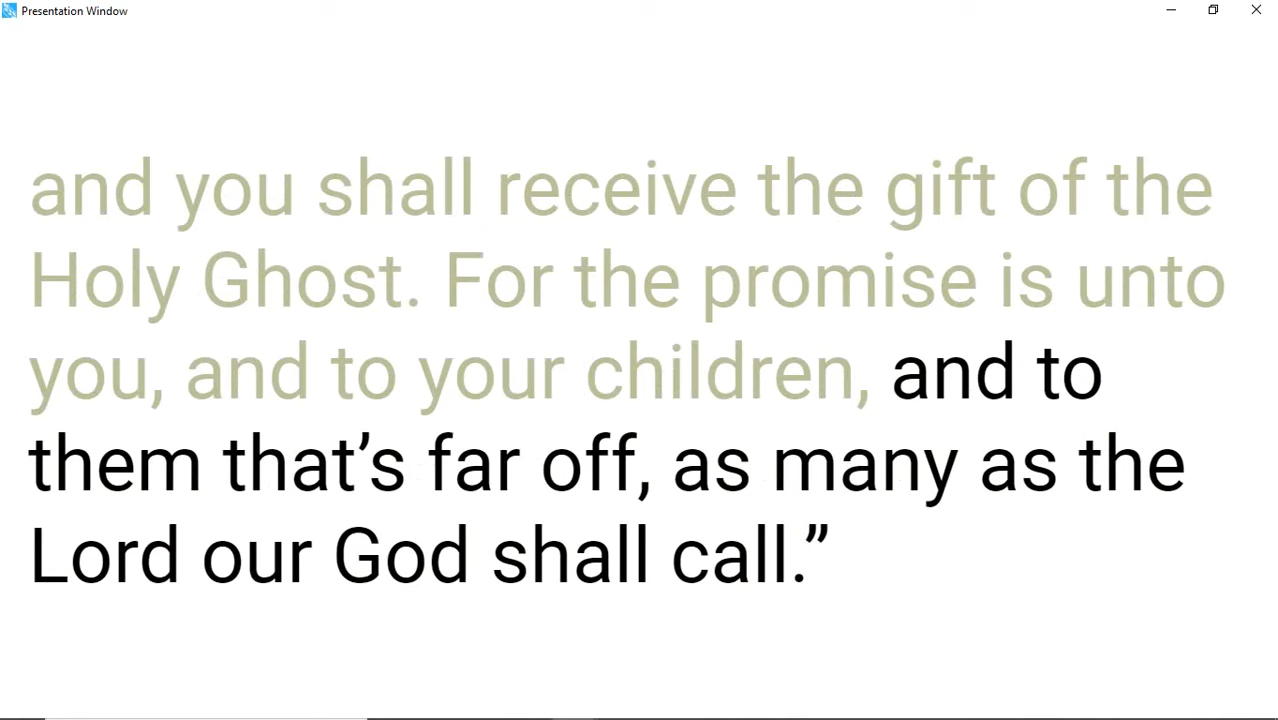 Presentation Window
and you shall receive the gift of the
Holy Ghost. For the promise is unto
you, and to your children, and to
them that’s far off, as many as the
Lord our God shall call.”